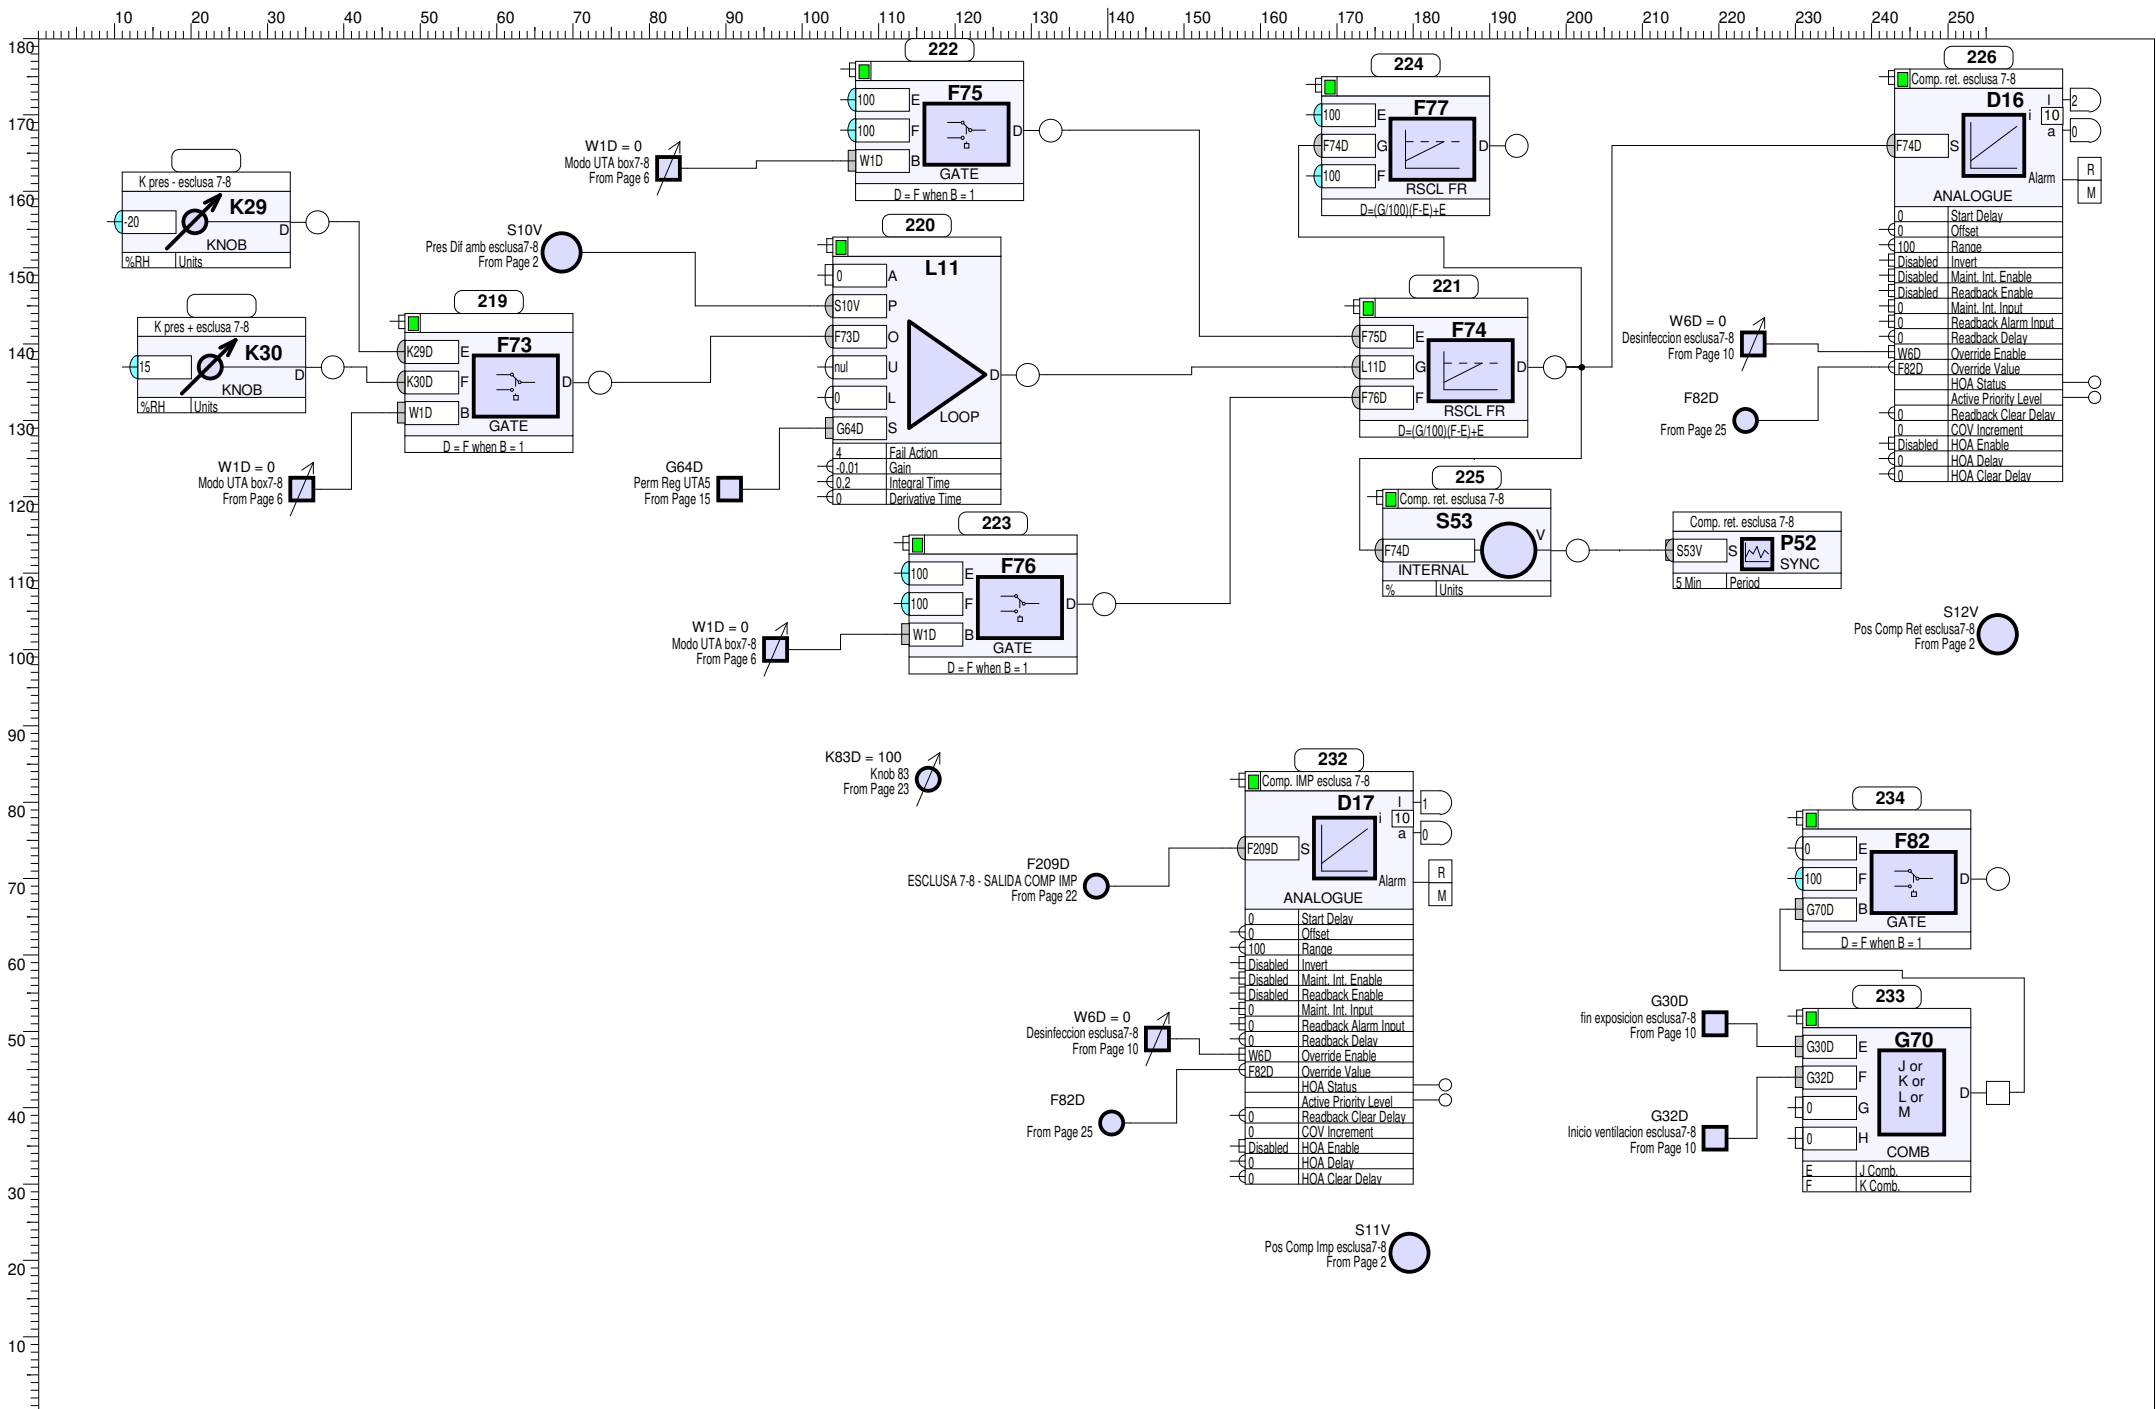 10 20 30 40 50 60 70 80 90 100 110 120 130 140 150 160 170 180 190 200 210 220 230 240 250
180
170
160
150
140
130
120
110
100
90
80
70
60
50
40
30
20
10
K pres - esclusa 7-8
K29
-20
D
KNOB
%RH Units
K pres + esclusa 7-8
K30
15
D
KNOB
%RH Units
W1D = 0
Modo UTA box7-8
From Page 6
219
F73
K29D E
K30D F
W1D B
D
GATE
D = F when B = 1
W1D = 0
Modo UTA box7-8
From Page 6
222
F75
100 E
100 F
W1D B
D
GATE
D = F when B = 1
S10V
Pres Dif amb esclusa7-8
From Page 2
G64D
Perm Reg UTA5
From Page 15
220
L11
0 A
S10V P
F73D O
nul U
0 L
G64D S
D
LOOP
4 Fail Action
-0,01 Gain
0,2 Integral Time
0 Derivative Time
W1D = 0
Modo UTA box7-8
From Page 6
223
F76
100 E
100 F
W1D B
D
GATE
D = F when B = 1
224
F77
100 E
F74D G
100 F
D
RSCL FR
D=(G/100)(F-E)+E
221
F74
F75D E
L11D G
F76D F
D
RSCL FR
D=(G/100)(F-E)+E
225
Comp. ret. esclusa 7-8
S53
V
F74D
INTERNAL
% Units
Comp. ret. esclusa 7-8
P52
S53V S
SYNC
5 Min Period
W6D = 0
Desinfeccion esclusa7-8
From Page 10
F82D
From Page 25
226
Comp. ret. esclusa 7-8
D16
I 2
i 10
a 0
F74D S
Alarm
R
M
ANALOGUE
0 Start Delay
0 Offset
100 Range
Disabled Invert
Disabled Maint. Int. Enable
Disabled Readback Enable
0 Maint. Int. Input
0 Readback Alarm Input
0 Readback Delay
W6D Override Enable
F82D Override Value
HOA Status
Active Priority Level
0 Readback Clear Delay
0 COV Increment
Disabled HOA Enable
0 HOA Delay
0 HOA Clear Delay
S12V
Pos Comp Ret esclusa7-8
From Page 2
K83D = 100
Knob 83
From Page 23
F209D
ESCLUSA 7-8 - SALIDA COMP IMP
From Page 22
W6D = 0
Desinfeccion esclusa7-8
From Page 10
F82D
From Page 25
232
Comp. IMP esclusa 7-8
D17
I 1
i 10
a 0
F209D S
Alarm
R
M
ANALOGUE
0 Start Delay
0 Offset
100 Range
Disabled Invert
Disabled Maint. Int. Enable
Disabled Readback Enable
0 Maint. Int. Input
0 Readback Alarm Input
0 Readback Delay
W6D Override Enable
F82D Override Value
HOA Status
Active Priority Level
0 Readback Clear Delay
0 COV Increment
Disabled HOA Enable
0 HOA Delay
0 HOA Clear Delay
S11V
Pos Comp Imp esclusa7-8
From Page 2
234
F82
0 E
100 F
G70D B
D
GATE
D = F when B = 1
G30D
fin exposicion esclusa7-8
From Page 10
G32D
Inicio ventilacion esclusa7-8
From Page 10
233
G70
G30D E
G32D F
0 G
0 H
J or
K or
L or
M
D
COMB
E J Comb.
F K Comb.